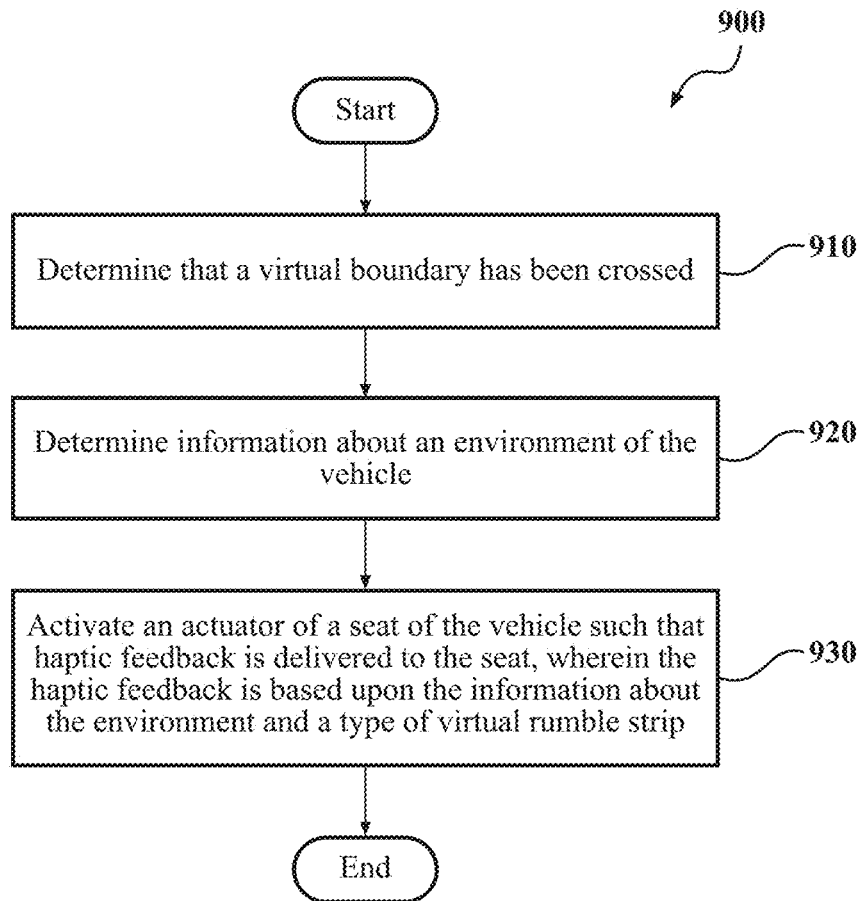 900
Start
Determine that a virtual boundary has been crossed
910
Determine information about an environment of the
vehicle
920
Activate an actuator of a seat of the vehicle such that
haptic feedback is delivered to the seat, wherein the
haptic feedback is based upon the information about
the environment and a type of virtual rumble strip
930
End